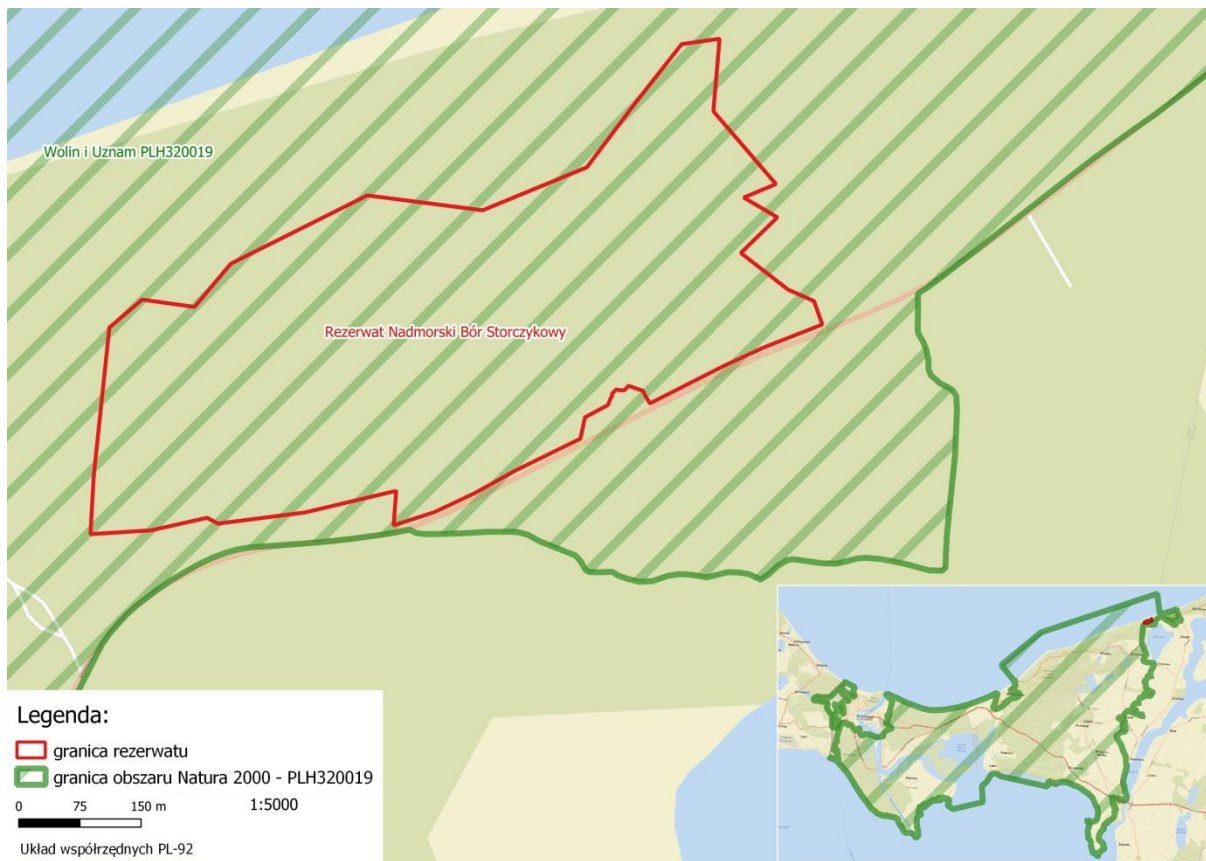 Wolin i Uznam PLH320019
Rezerwat Nadmorski Bór Storczykowy
Legenda:
granica rezerwatu
granica obszaru Natura 2000 - PLH320019
0 75 150 m
1:5000
Układ współrzędnych PL-92